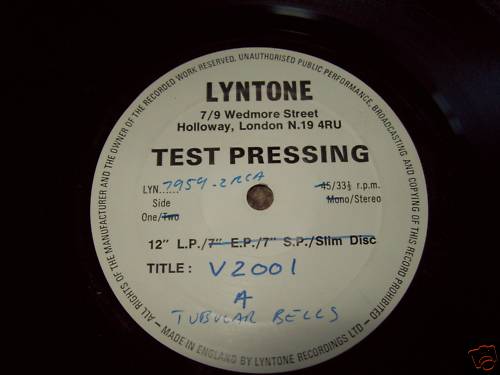 ALL RIGHTS OF THE MANUFACTURER AND THE OWNER OF THE RECORDED WORK RESERVED, UNAUTHORISED PUBLIC PERFORMANCE, BROADCASTING AND COPYING OF THIS RECORD PROHIBITED —
LYNTONE
7/9 Wedmore Street
Holloway, London N.19 4RU
TEST PRESSING
LYN...... 7959-2RCA
45/33⅓ r.p.m.
Side
Mono/Stereo
One/Two
12" L.P./7" E.P./7" S.P./Slim Disc
TITLE: V2001
A
TUBULAR BELLS
MADE IN ENGLAND BY LYNTONE RECORDINGS LTD —